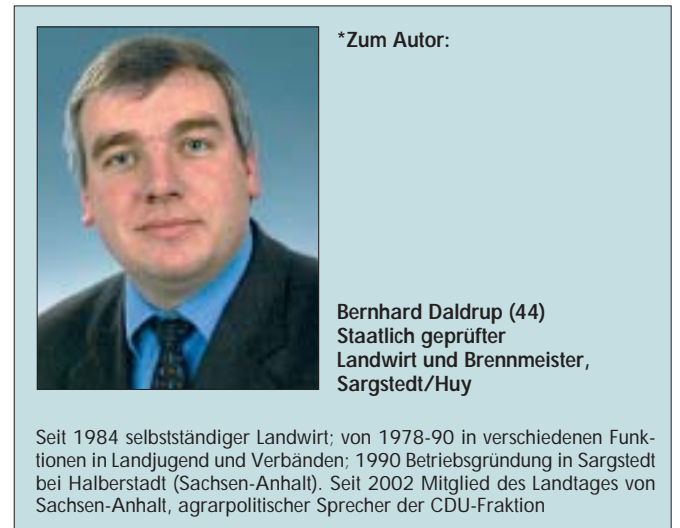 *Zum Autor:
Bernhard Daldrup (44)
Staatlich geprüfter
Landwirt und Brennmeister,
Sargstedt/Huy
Seit 1984 selbstständiger Landwirt; von 1978-90 in verschiedenen Funk-
tionen in Landjugend und Verbänden; 1990 Betriebsgründung in Sargstedt
bei Halberstadt (Sachsen-Anhalt). Seit 2002 Mitglied des Landtages von
Sachsen-Anhalt, agrarpolitischer Sprecher der CDU-Fraktion